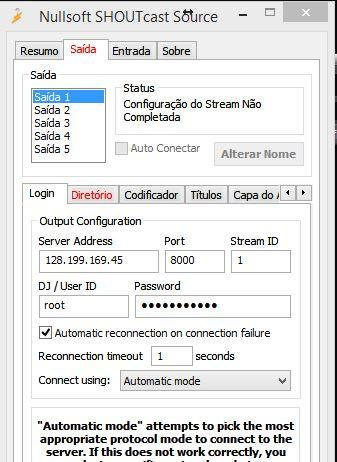 Nullsoft SHOUTcast Source
Resumo Saída Entrada Sobre
Saída
Saída 1
Saída 2
Saída 3
Saída 4
Saída 5
Status
Configuração do Stream Não
Completada
Auto Conectar
Alterar Nome
Login Diretório Codificador Títulos Capa do
Output Configuration
Server Address Port Stream ID
128.199.169.45 8000 1
DJ / User ID Password
root ●●●●●●●●●●●
Automatic reconnection on connection failure
Reconnection timeout 1 seconds
Connect using: Automatic mode
"Automatic mode" attempts to pick the most
appropriate protocol mode to connect to the
server. If this does not work correctly, you